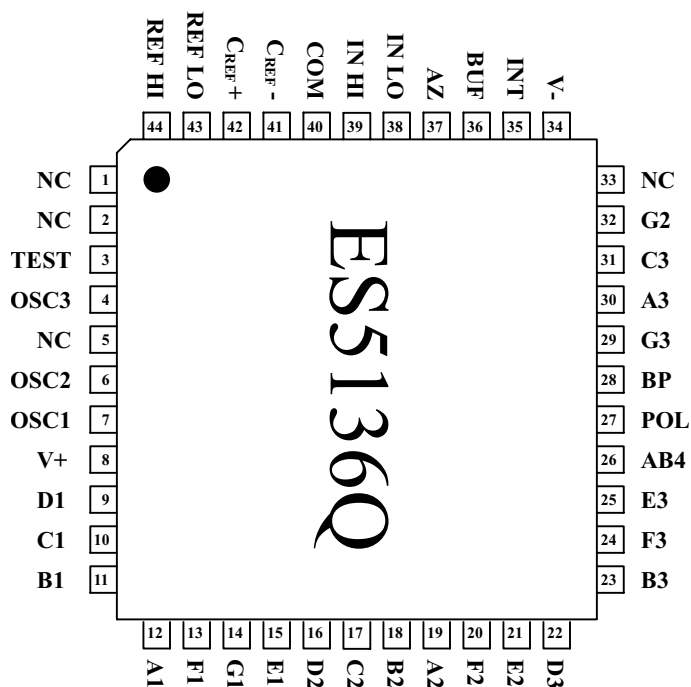 REF HI
REF LO
CREF+
CREF-
COM
IN HI
IN LO
AZ
BUF
INT
V-
44 43 42 41 40 39 38 37 36 35 34
NC 1 33 NC
NC 2 32 G2
TEST 3 31 C3
OSC3 4 30 A3
NC 5 29 G3
OSC2 6 28 BP
OSC1 7 27 POL
V+ 8 26 AB4
D1 9 25 E3
C1 10 24 F3
B1 11 23 B3
ES5136Q
12 13 14 15 16 17 18 19 20 21 22
A1
F1
G1
E1
D2
C2
B2
A2
F2
E2
D3